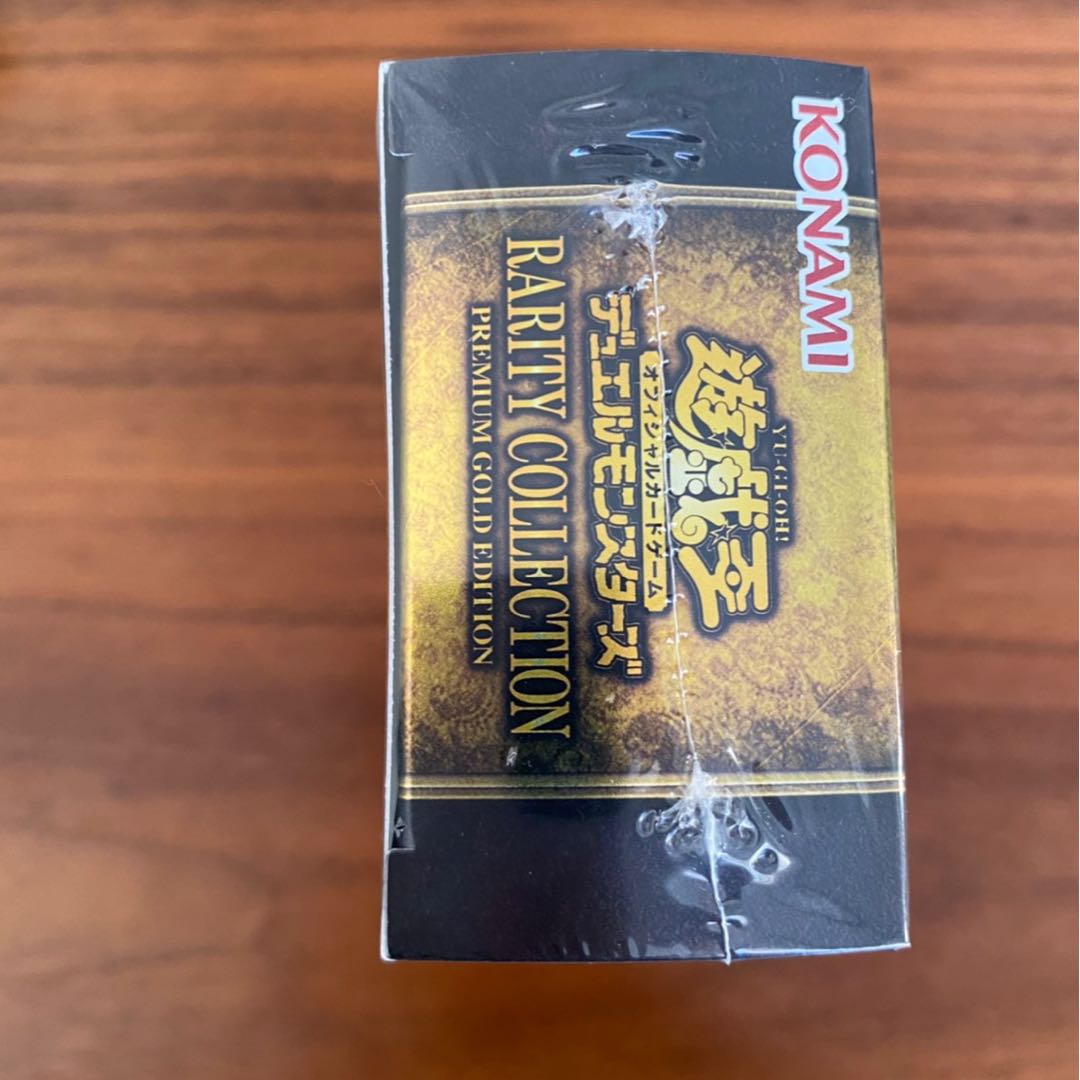 KONAMI
YU-GI-OH!
遊戯王
オフィシャルカードゲーム
デュエルモンスターズ
RARITY COLLECTION
PREMIUM GOLD EDITION